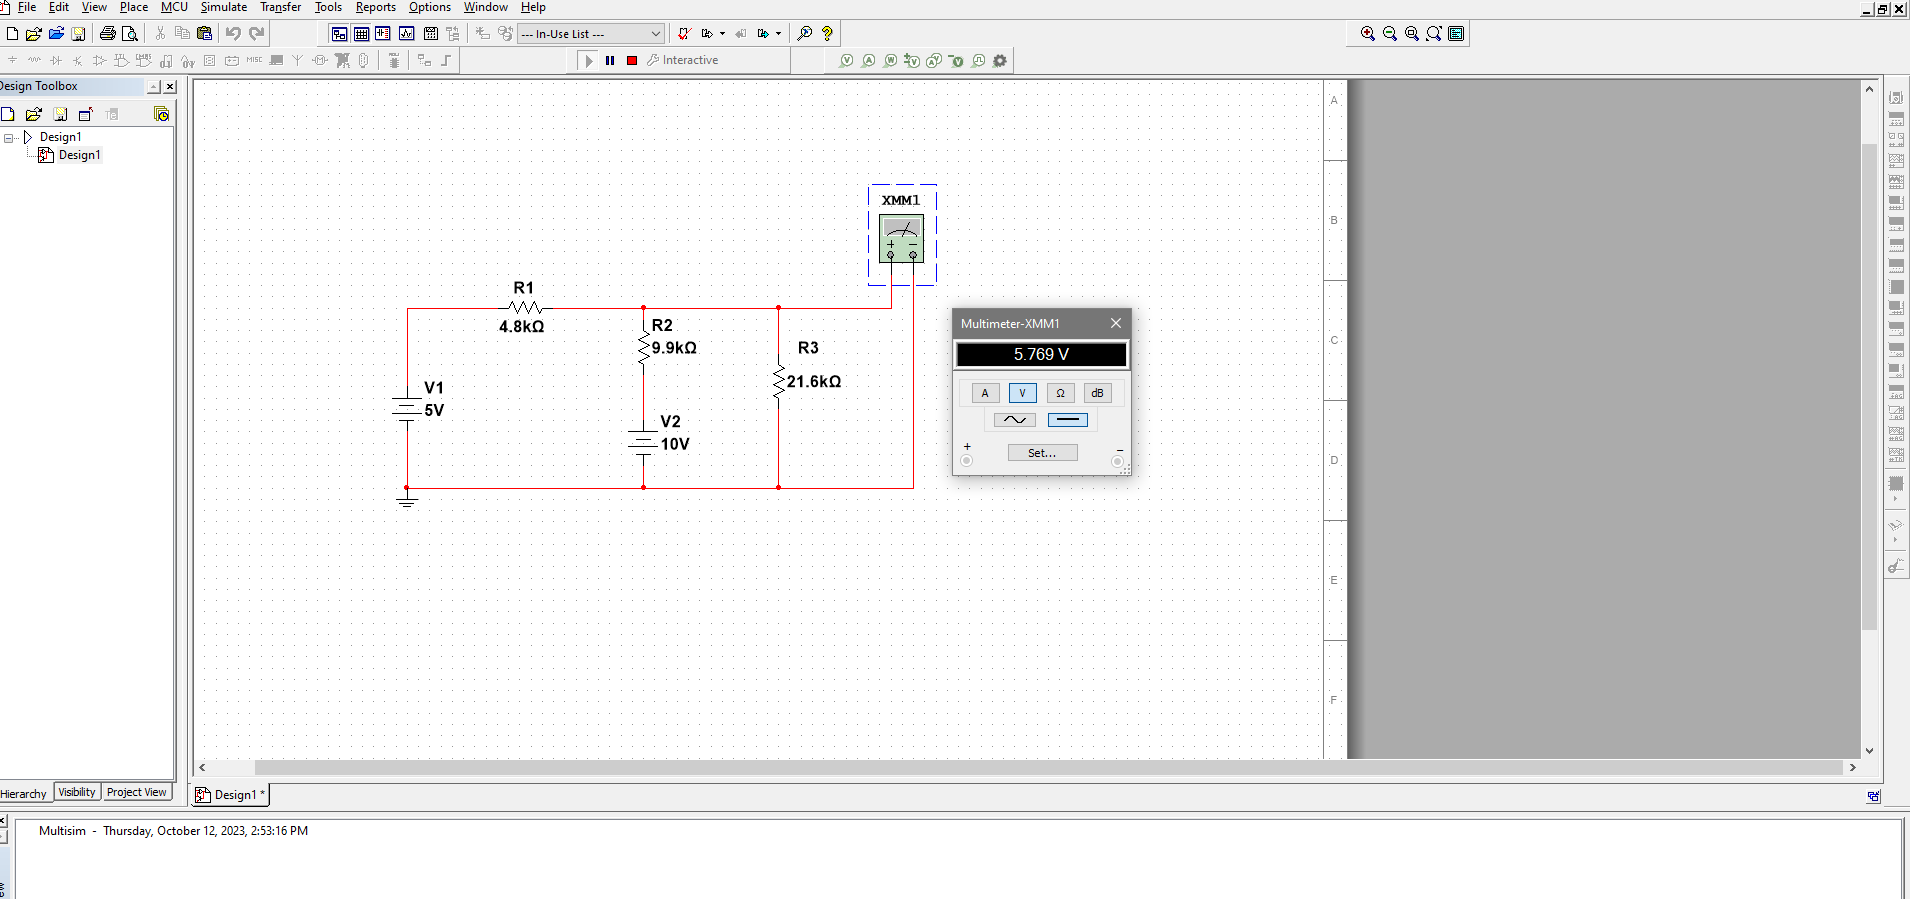 File Edit View Place MCU Simulate Transfer Tools Reports Options Window Help
--- In-Use List ---
MISC
Interactive
V A W
Design Toolbox
Design1
Design1
A
XMM1
B
+ −
R1
4.8kΩ
R2
9.9kΩ
R3
21.6kΩ
V1
5V
V2
10V
Multimeter-XMM1
5.769 V
A V Ω dB
+ −
Set...
C
D
E
F
Hierarchy Visibility Project View
Design1 *
Multisim - Thursday, October 12, 2023, 2:53:16 PM